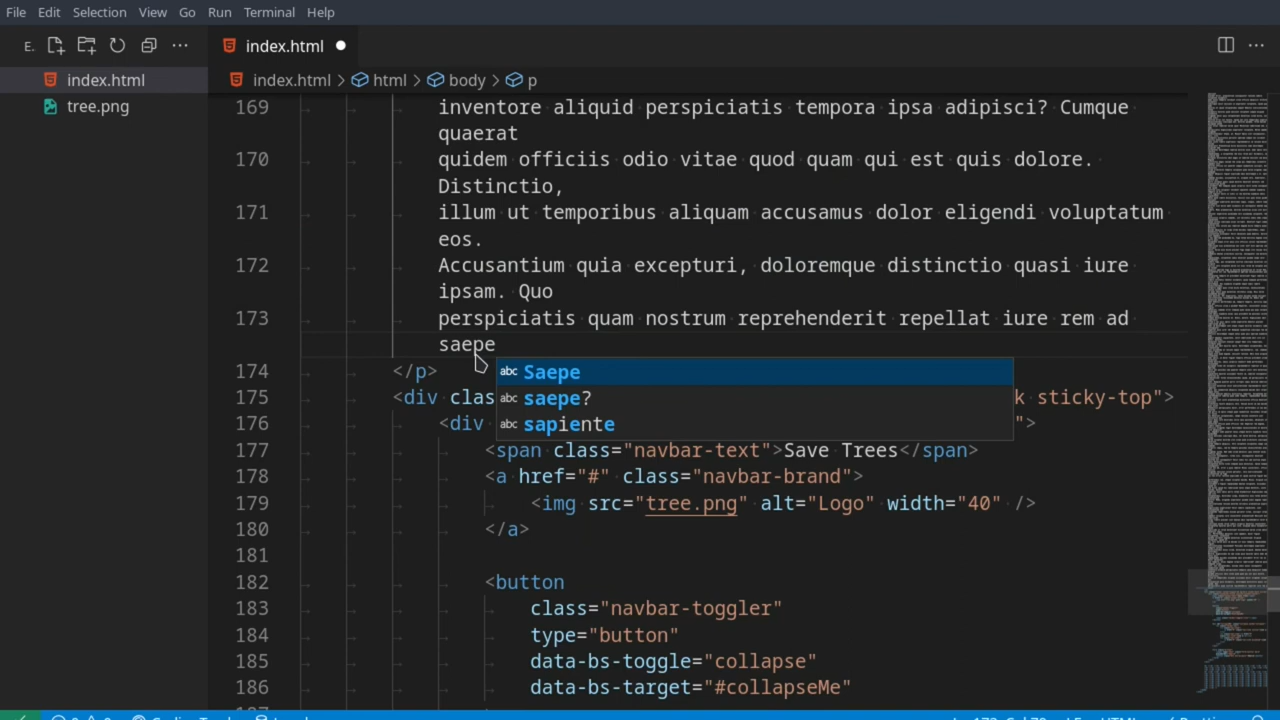 File Edit Selection View Go Run Terminal Help
E.
index.html
index.html
index.html > html > body > p
tree.png
169 inventore aliquid perspiciatis tempora ipsa adipisci? Cumque
quaerat
170 quidem officiis odio vitae quod quam qui est quis dolore.
Distinctio,
171 illum ut temporibus aliquam accusamus dolor eligendi voluptatum
eos.
172 Accusantium quia excepturi, doloremque distinctio quasi iure
ipsam. Quo
173 perspiciatis quam nostrum reprehenderit repellat iure rem ad
saepe
abc Saepe
174 </p>
175 <div clas k sticky-top">
abc saepe?
176 <div ">
abc sapiente
177 <span class="navbar-text">Save Trees</span>
178 <a href="#" class="navbar-brand">
179 <img src="tree.png" alt="Logo" width="40" />
180 </a>
181
182 <button
183 class="navbar-toggler"
184 type="button"
185 data-bs-toggle="collapse"
186 data-bs-target="#collapseMe"